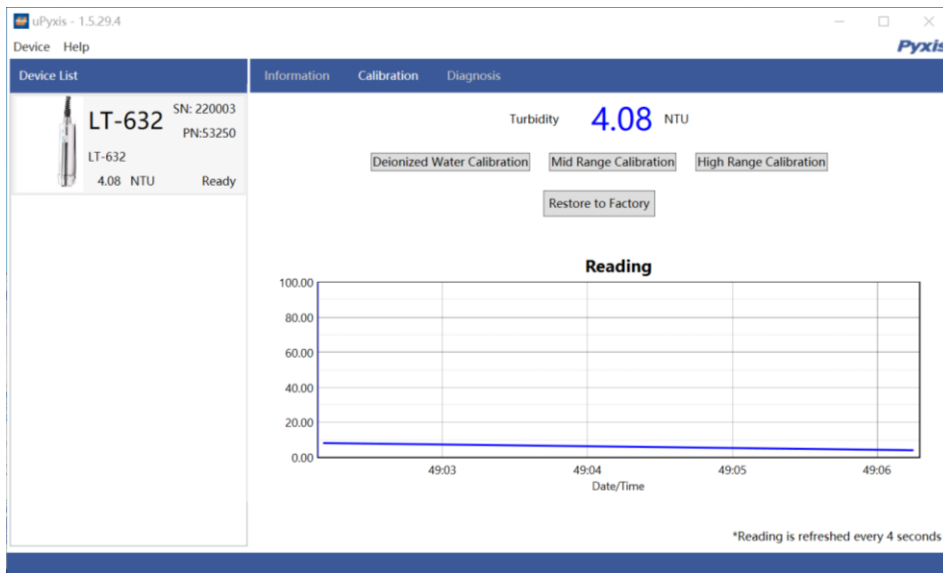 uPyxis - 1.5.29.4
Device Help
Pyxis
Device List
Information Calibration Diagnosis
LT-632
SN: 220003
PN:53250
LT-632
4.08 NTU Ready
Turbidity 4.08 NTU
Deionized Water Calibration Mid Range Calibration High Range Calibration
Restore to Factory
Reading
100.00
80.00
60.00
40.00
20.00
0.00
49:03 49:04 49:05 49:06
Date/Time
*Reading is refreshed every 4 seconds